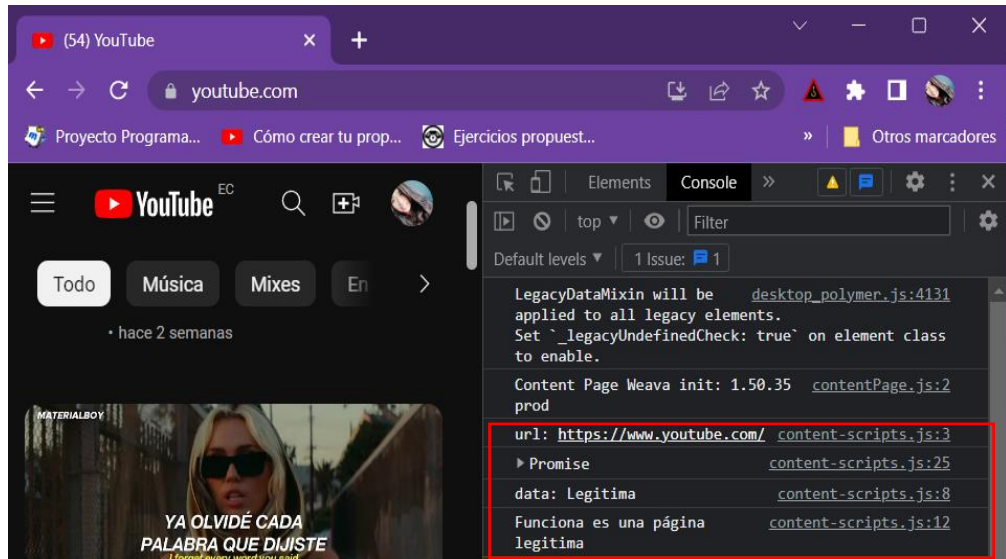 (54) YouTube
youtube.com
Proyecto Programa... Cómo crear tu prop... Ejercicios propuest... » Otros marcadores
YouTube EC
Todo Música Mixes En
• hace 2 semanas
MATERIALBOY
YA OLVIDÉ CADA
PALABRA QUE DIJISTE
I forget every word you said
Elements Console »
top ▼ Filter
Default levels ▼ 1 Issue: 1
LegacyDataMixin will be desktop_polymer.js:4131
applied to all legacy elements.
Set `_legacyUndefinedCheck: true` on element class
to enable.
Content Page Weava init: 1.50.35 contentPage.js:2
prod
url: https://www.youtube.com/ content-scripts.js:3
▶ Promise content-scripts.js:25
data: Legitima content-scripts.js:8
Funciona es una página content-scripts.js:12
legitima